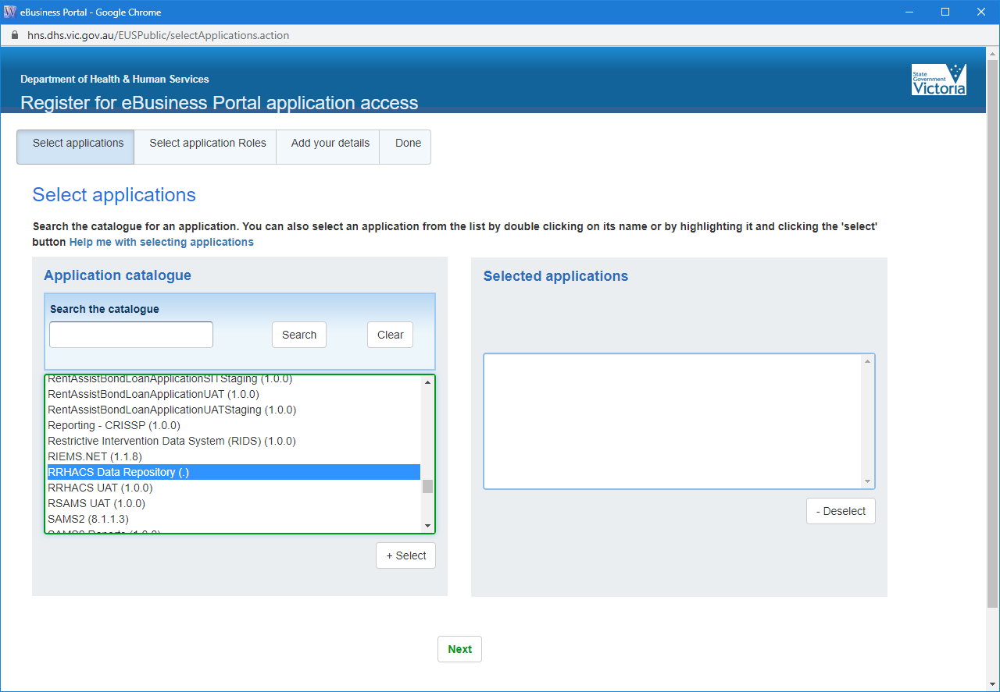 eBusiness Portal - Google Chrome
hns.dhs.vic.gov.au/EUSPublic/selectApplications.action
Department of Health & Human Services
Register for eBusiness Portal application access
State
Government
Victoria
Select applications
Select application Roles
Add your details
Done
Select applications
Search the catalogue for an application. You can also select an application from the list by double clicking on its name or by highlighting it and clicking the 'select'
button Help me with selecting applications
Application catalogue
Search the catalogue
Search
Clear
RentAssistBondLoanApplicationSITStaging (1.0.0)
RentAssistBondLoanApplicationUAT (1.0.0)
RentAssistBondLoanApplicationUATStaging (1.0.0)
Reporting - CRISSP (1.0.0)
Restrictive Intervention Data System (RIDS) (1.0.0)
RIEMS.NET (1.1.8)
RRHACS Data Repository (.)
RRHACS UAT (1.0.0)
RSAMS UAT (1.0.0)
SAMS2 (8.1.1.3)
+ Select
Selected applications
- Deselect
Next